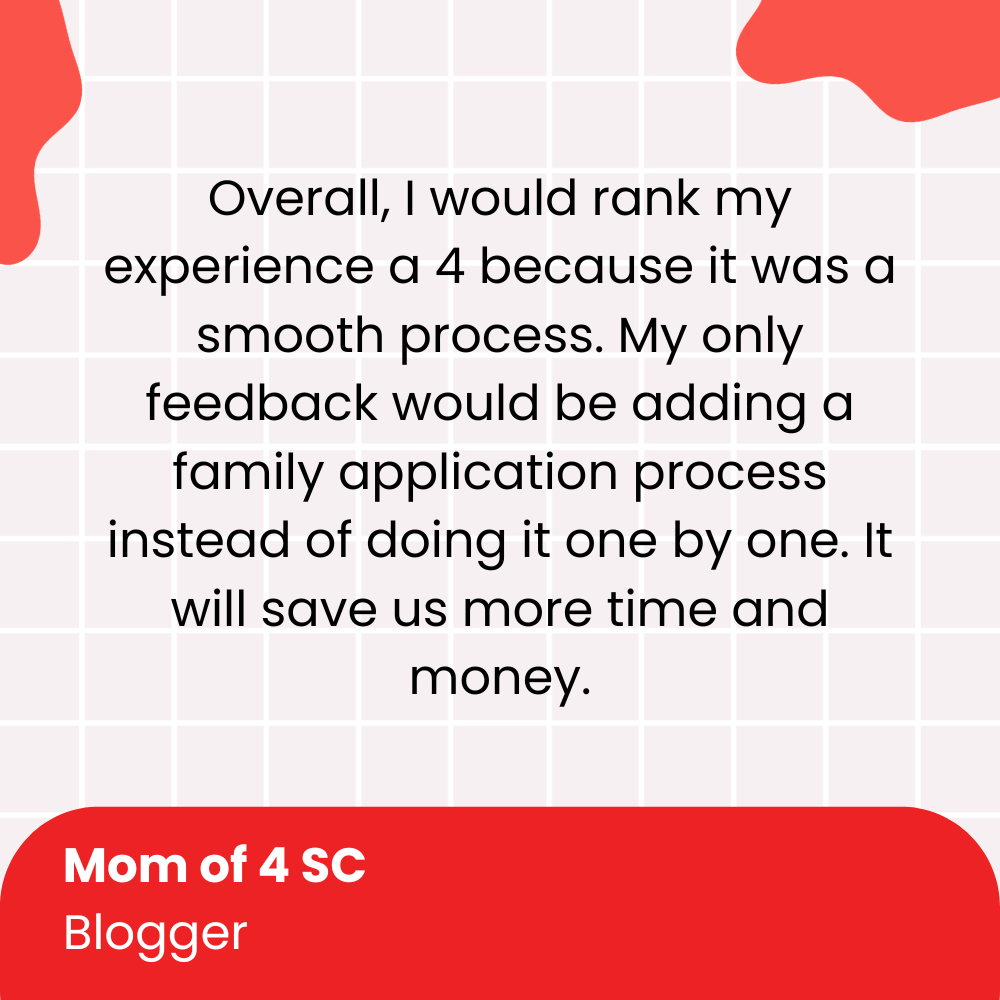 Overall, I would rank my
experience a 4 because it was a
smooth process. My only
feedback would be adding a
family application process
instead of doing it one by one. It
will save us more time and
money.
Mom of 4 SC
Blogger